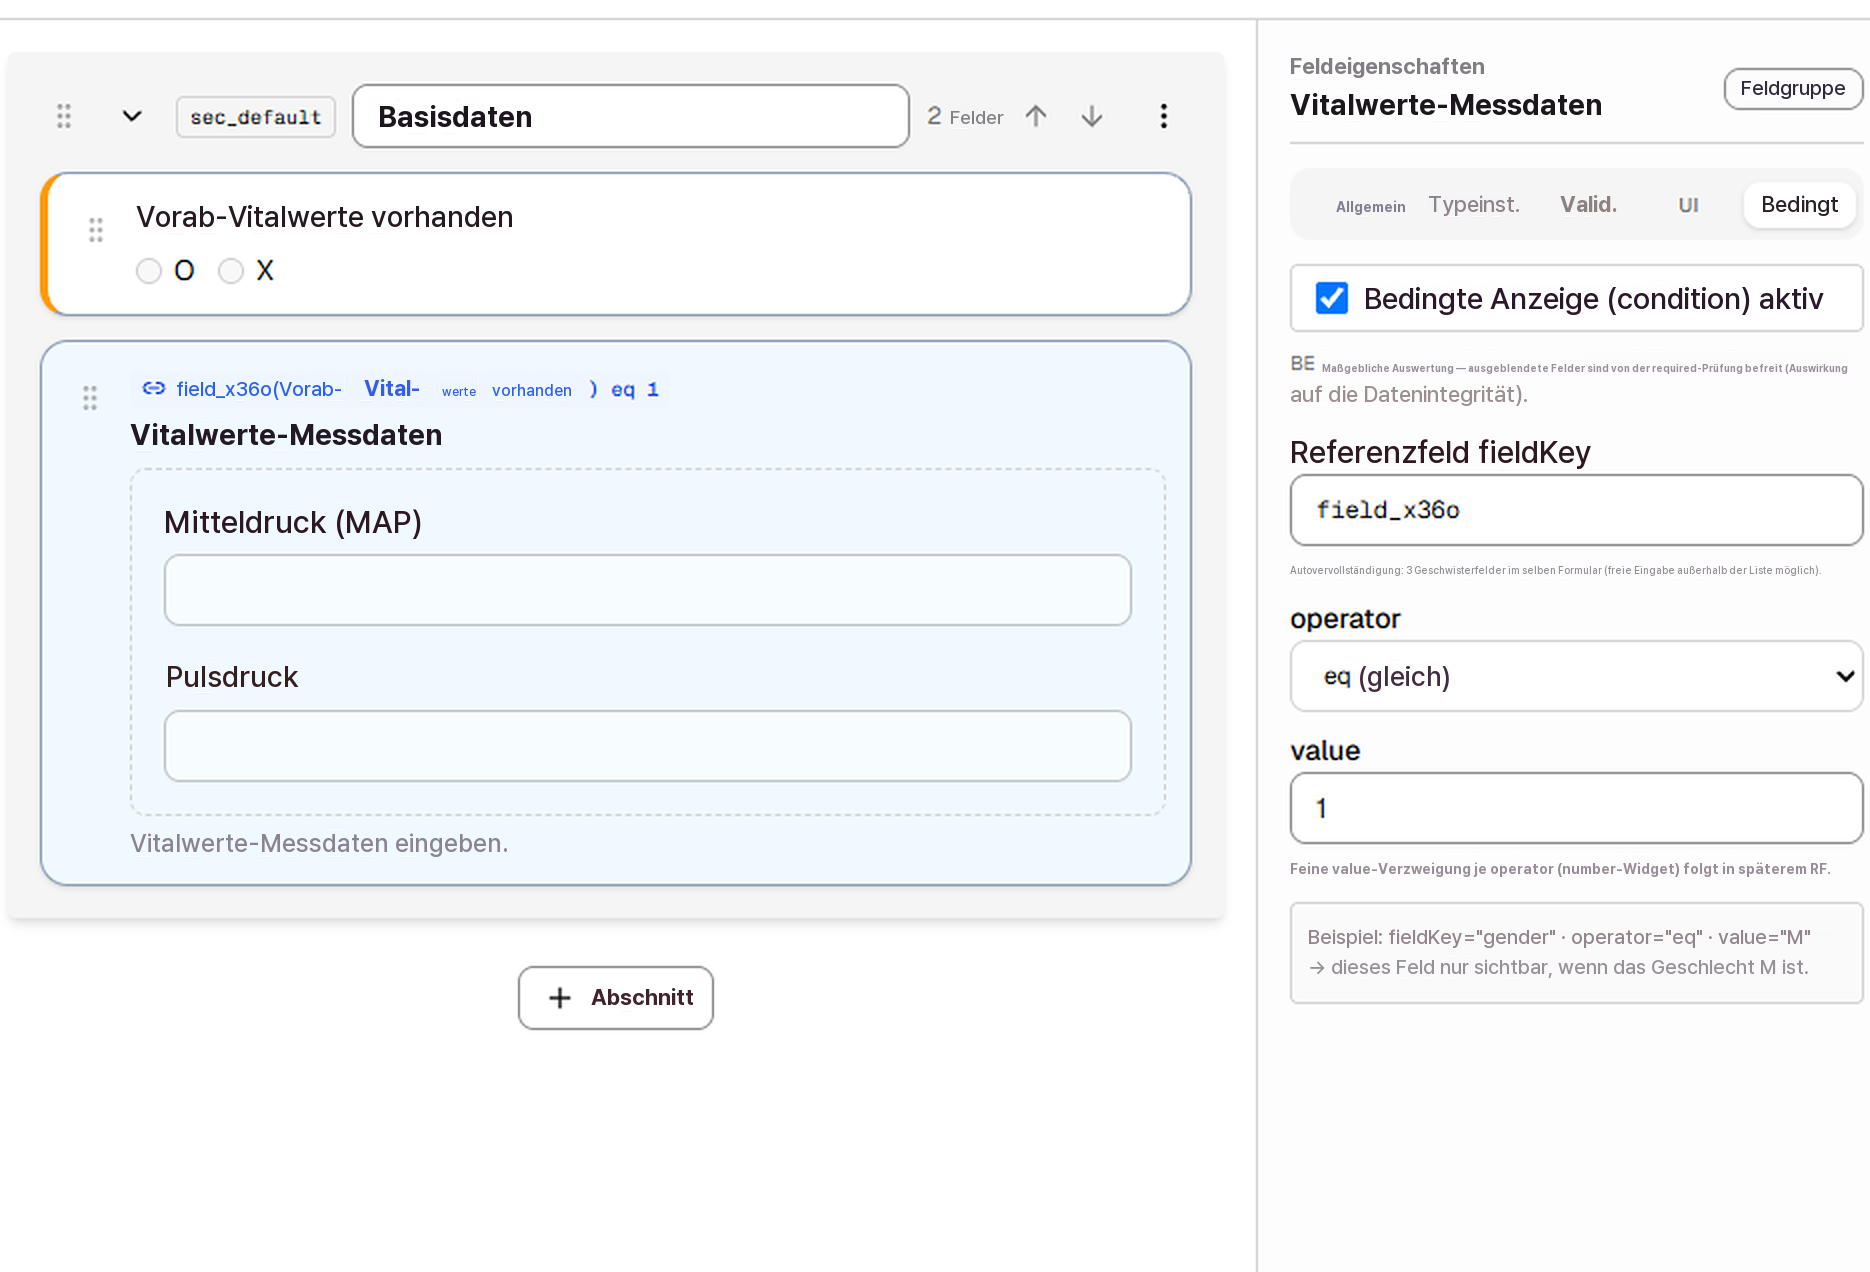 sec_default Basisdaten 2 Felder
Vorab-Vitalwerte vorhanden
O X
field_x36o(Vorab- Vital- werte vorhanden ) eq 1
Vitalwerte-Messdaten
Mitteldruck (MAP)
Pulsdruck
Vitalwerte-Messdaten eingeben.
+ Abschnitt
Feldeigenschaften
Vitalwerte-Messdaten Feldgruppe
Allgemein Typeinst. Valid. UI Bedingt
Bedingte Anzeige (condition) aktiv
BE Maßgebliche Auswertung — ausgeblendete Felder sind von der required-Prüfung befreit (Auswirkung
auf die Datenintegrität).
Referenzfeld fieldKey
field_x36o
Autovervollständigung: 3 Geschwisterfelder im selben Formular (freie Eingabe außerhalb der Liste möglich).
operator
eq (gleich)
value
1
Feine value-Verzweigung je operator (number-Widget) folgt in späterem RF.
Beispiel: fieldKey="gender" · operator="eq" · value="M"
→ dieses Feld nur sichtbar, wenn das Geschlecht M ist.